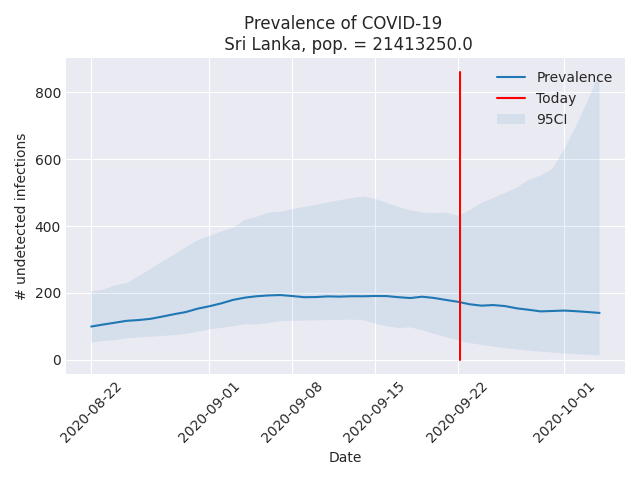 Prevalence of COVID-19
Sri Lanka, pop. = 21413250.0
Prevalence
Today
95CI
# undetected infections
800
600
400
200
0
2020-08-22
2020-09-01
2020-09-08
2020-09-15
2020-09-22
2020-10-01
Date